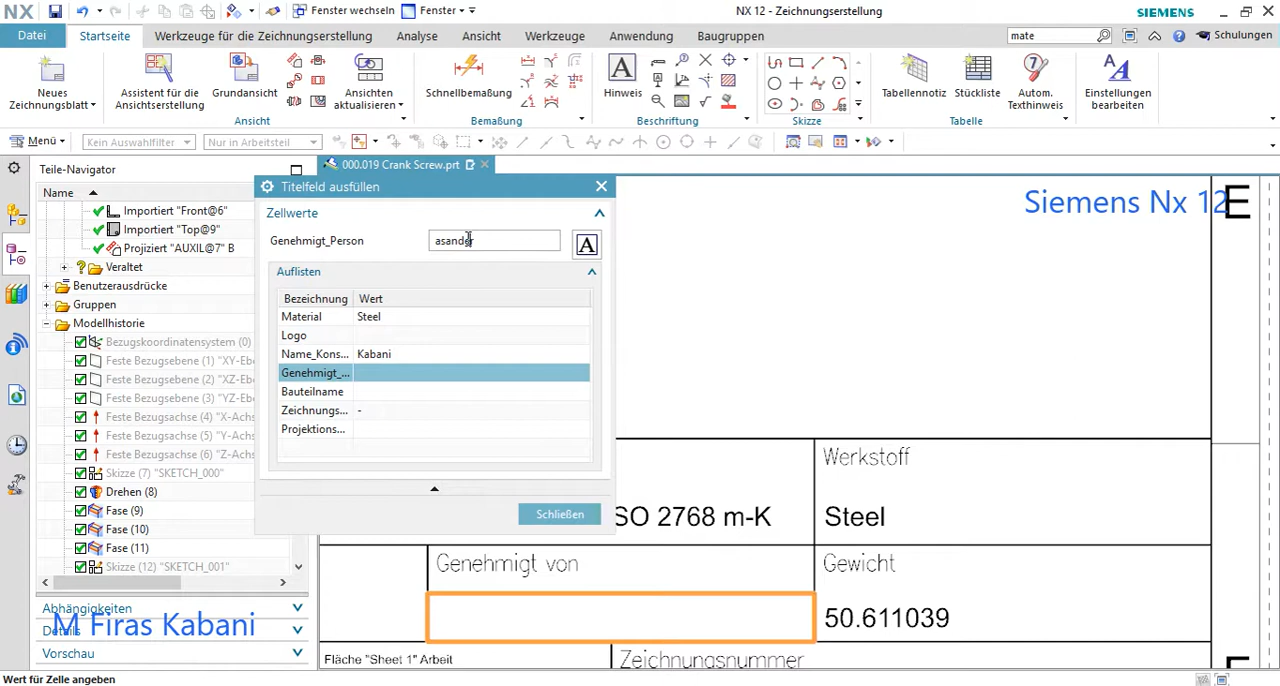 NX Fenster wechseln Fenster NX 12 - Zeichnungserstellung SIEMENS
Datei Startseite Werkzeuge für die Zeichnungserstellung Analyse Ansicht Werkzeuge Anwendung Baugruppen mate Schulungen
Neues Zeichnungsblatt
Assistent für die Ansichtserstellung
Grundansicht
Ansichten aktualisieren
Schnellbemaßung
A Hinweis
Tabellennotiz
Stückliste
Autom. Texthinweis
Einstellungen bearbeiten
Ansicht Bemaßung Beschriftung Skizze Tabelle
Menü Kein Auswahlfilter Nur in Arbeitsteil
Teile-Navigator
000.019 Crank Screw.prt
Name
Importiert "Front@6"
Importiert "Top@9"
Projiziert "AUXIL@7" B
Veraltet
Benutzerausdrücke
Gruppen
Modellhistorie
Bezugskoordinatensystem (0)
Feste Bezugsebene (1) "XY-Ebe
Feste Bezugsebene (2) "XZ-Ebe
Feste Bezugsebene (3) "YZ-Ebe
Feste Bezugsachse (4) "X-Achs
Feste Bezugsachse (5) "Y-Achs
Feste Bezugsachse (6) "Z-Achs
Skizze (7) "SKETCH_000"
Drehen (8)
Fase (9)
Fase (10)
Fase (11)
Skizze (12) "SKETCH_001"
Abhängigkeiten
Details
M Firas Kabani
Vorschau
Titelfeld ausfüllen
Zellwerte
Genehmigt_Person asander A
Auflisten
Bezeichnung Wert
Material Steel
Logo
Name_Kons... Kabani
Genehmigt_...
Bauteilname
Zeichnungs... -
Projektions...
Schließen
Siemens Nx 12
E
Werkstoff
SO 2768 m-K Steel
Genehmigt von Gewicht
50.611039
Fläche "Sheet 1" Arbeit
Zeichnungsnummer
Wert für Zelle angeben